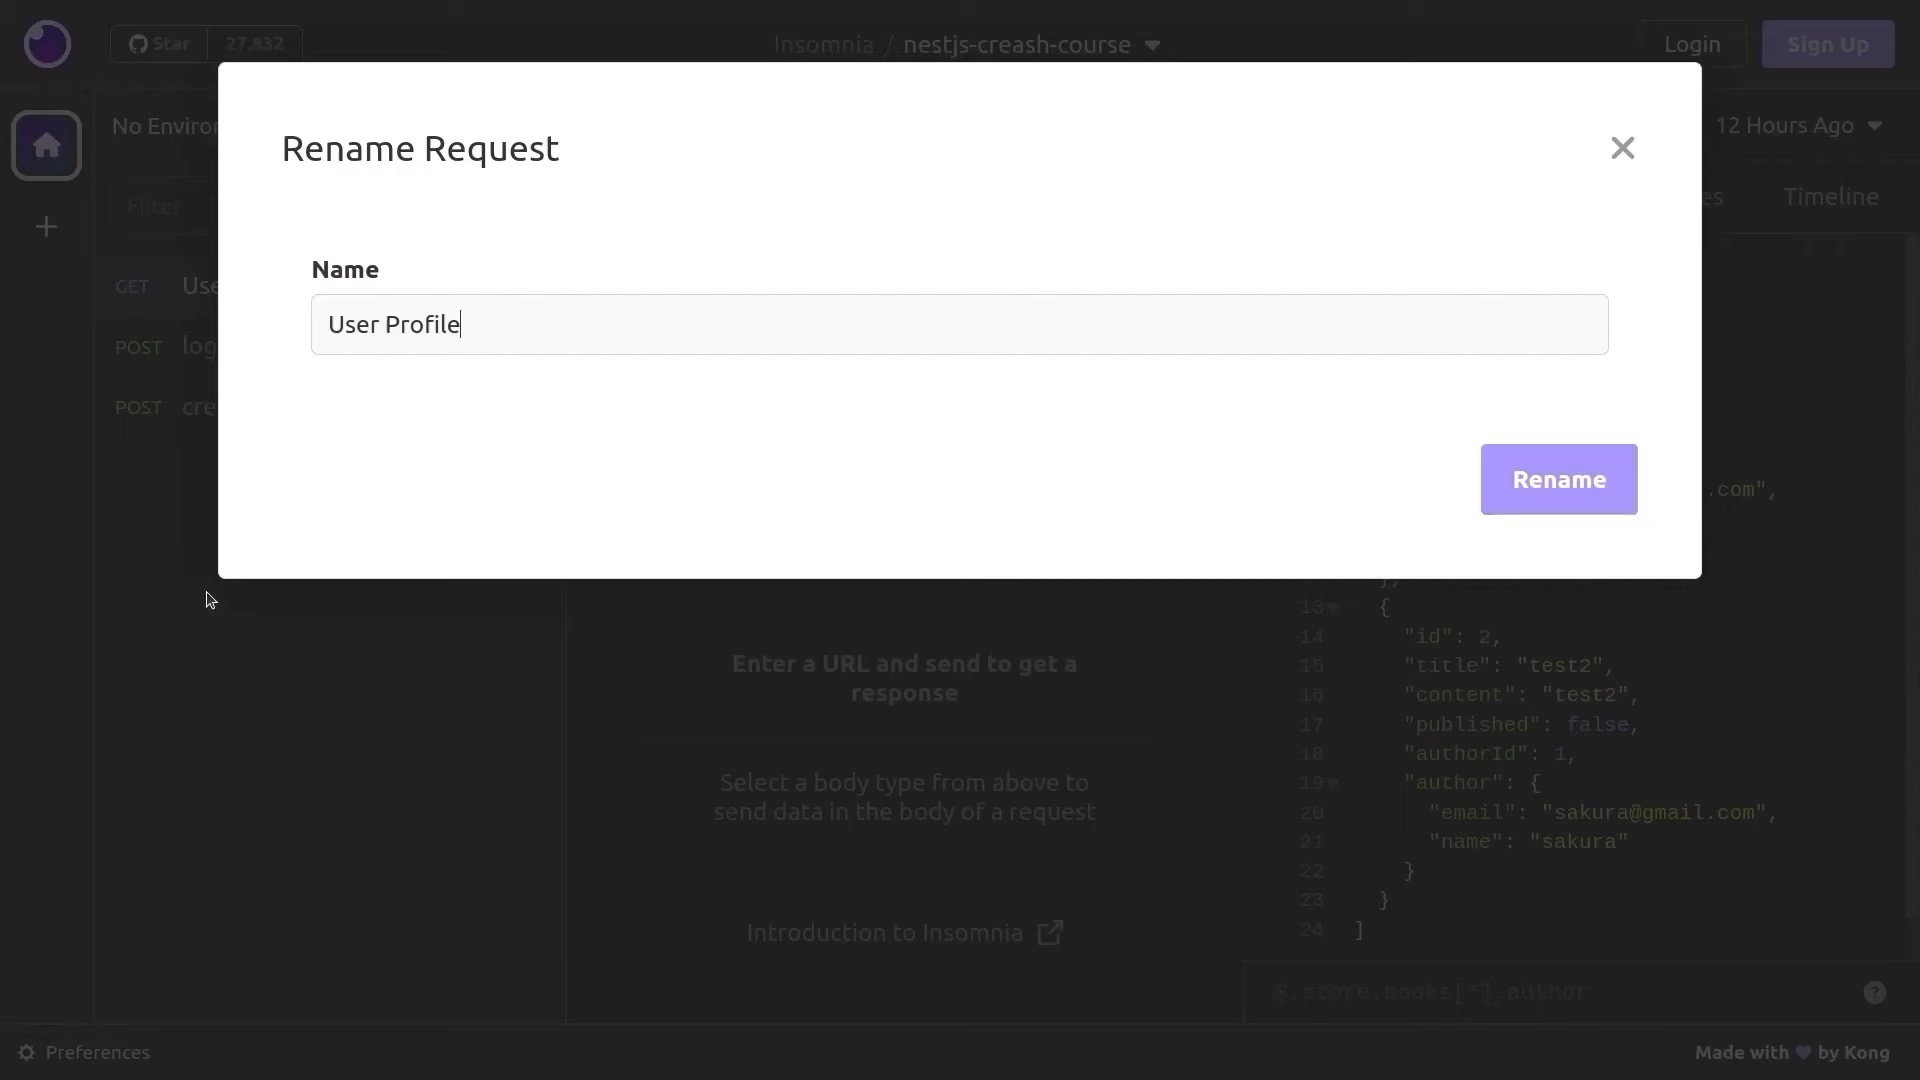 Star 27,832
Insomnia / nestjs-creash-course
Login
Sign Up
No Enviro
12 Hours Ago
Rename Request
Filter
es
Timeline
Name
GET Use
User Profile
POST log
POST cre
Rename
.com",
},
13 {
14 "id": 2,
15 "title": "test2",
16 "content": "test2",
17 "published": false,
18 "authorId": 1,
19 "author": {
20 "email": "sakura@gmail.com",
21 "name": "sakura"
22 }
23 }
24 ]
Enter a URL and send to get a
response
Select a body type from above to
send data in the body of a request
Introduction to Insomnia
$.store.books[*].author
Preferences
Made with ♥ by Kong